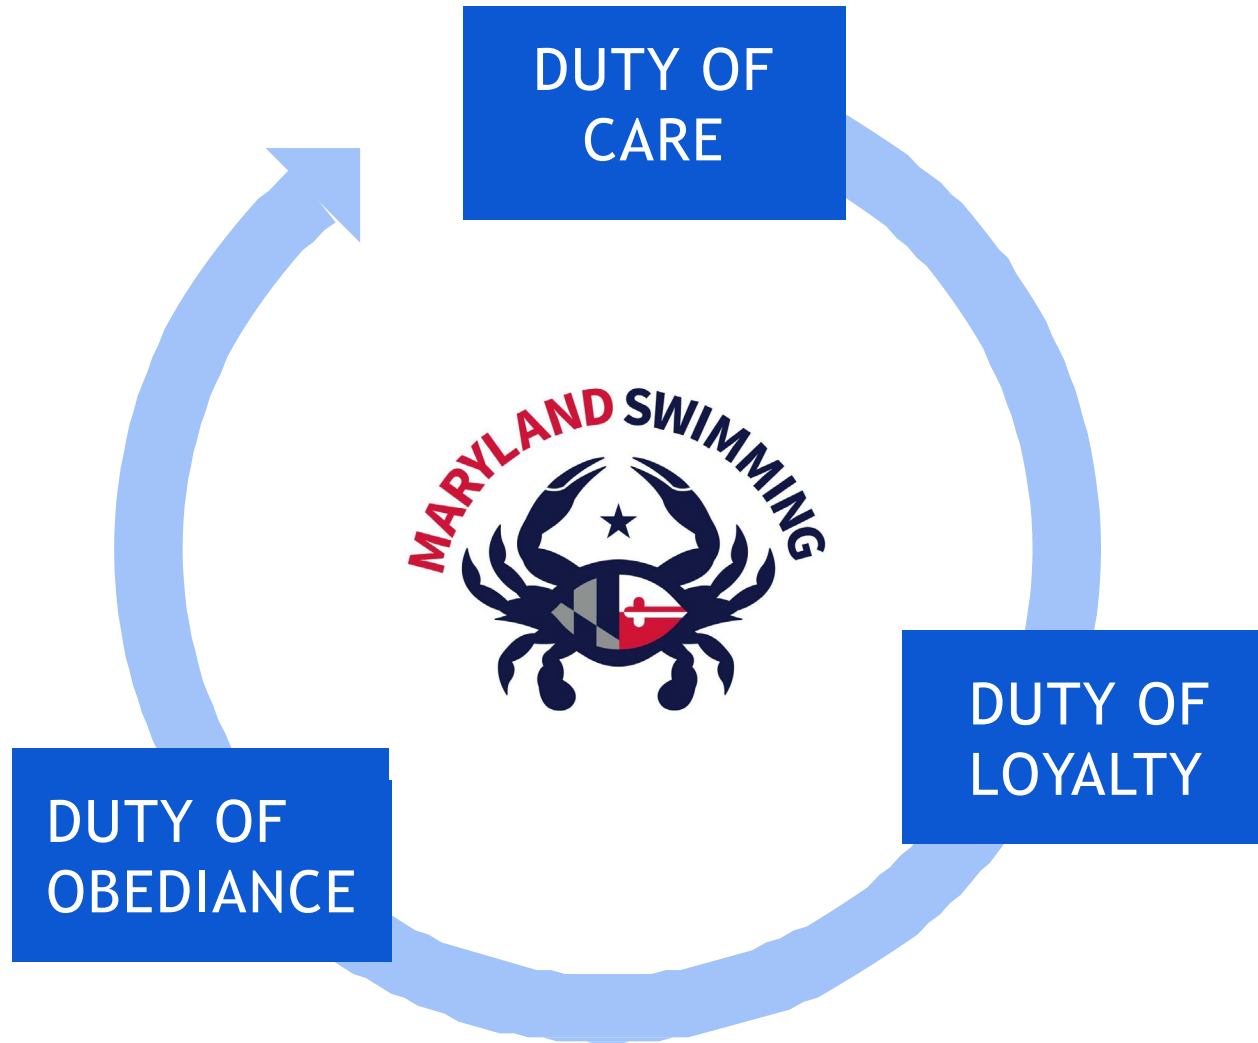 DUTY OF
CARE
MARYLAND SWIMMING
DUTY OF
LOYALTY
DUTY OF
OBEDIANCE